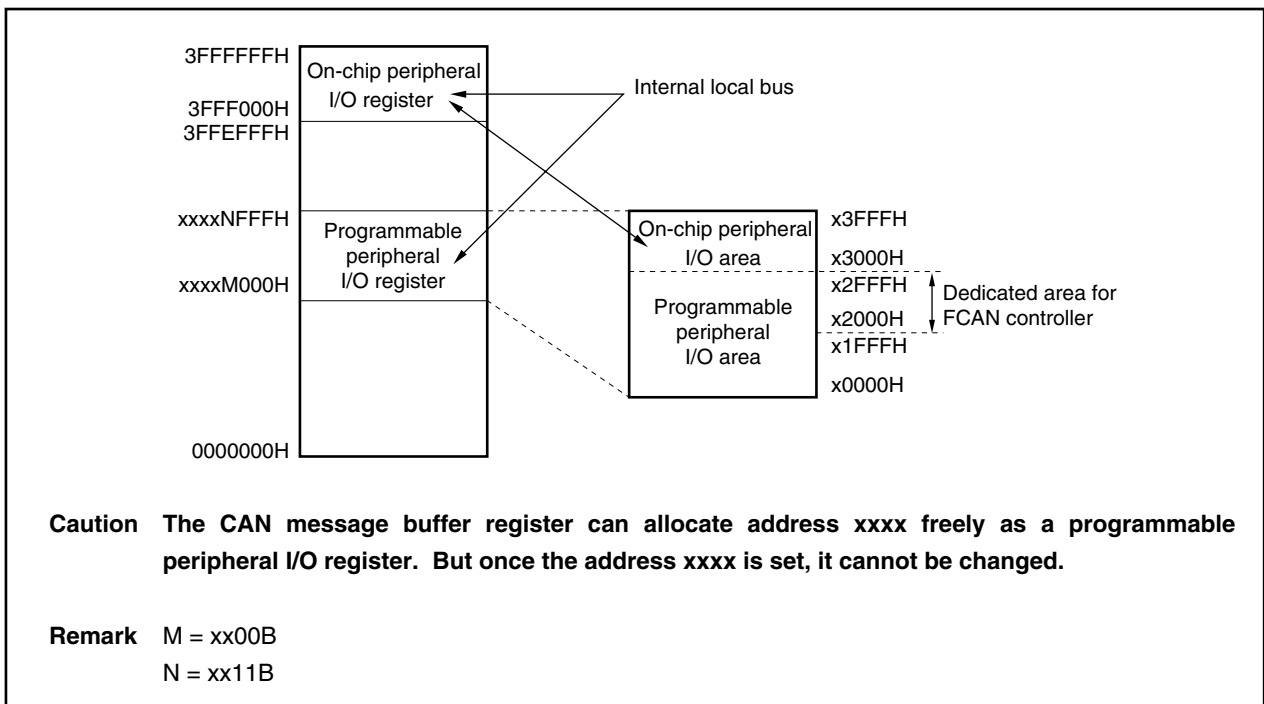 3FFFFFFH
On-chip peripheral
I/O register
3FFF000H
3FFEFFFH
Internal local bus
xxxxNFFFH
Programmable
peripheral
I/O register
xxxxM000H
0000000H
On-chip peripheral
I/O area
x3FFFH
x3000H
x2FFFH
Programmable
peripheral
I/O area
x2000H
x1FFFH
x0000H
Dedicated area for
FCAN controller
Caution The CAN message buffer register can allocate address xxxx freely as a programmable
peripheral I/O register. But once the address xxxx is set, it cannot be changed.
Remark M = xx00B
N = xx11B